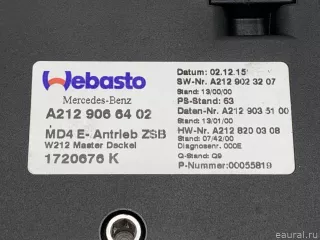 Webasto
Mercedes-Benz
A212 906 64 02
MD4 E- Antrieb ZSB
W212 Master Deckel
1720676 K
Datum: 02.12.15
SW-Nr. A212 902 32 07
Stand: 13/00/00
PS-Stand: 63
Daten-Nr. A212 903 51 00
Stand: 13/01/00
HW-Nr. A212 820 03 08
Stand: 07/42/00
Diagnosenr. 000E
Q-Stand: Q9
P-Nummer:00055819
eaural.ru